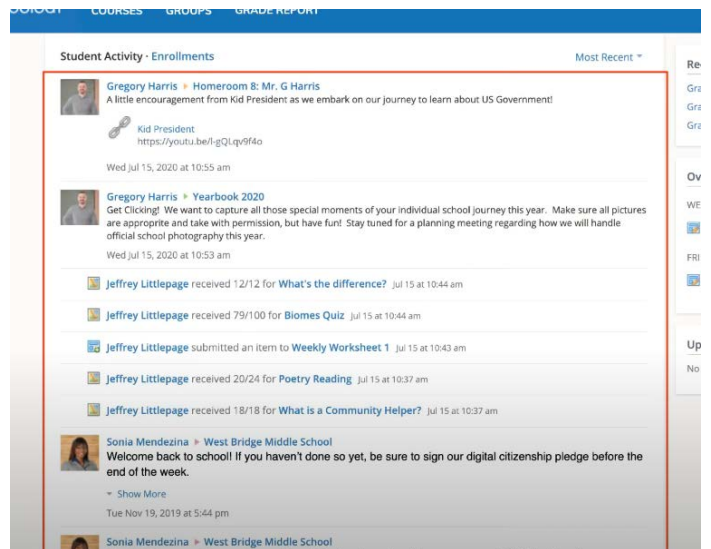 COURSES GROUPS GRADE REPORT
Student Activity · Enrollments
Most Recent
Gregory Harris Homeroom 8: Mr. G Harris
A little encouragement from Kid President as we embark on our journey to learn about US Government!
Kid President
https://youtu.be/l-gQLqv9f4o
Wed Jul 15, 2020 at 10:55 am
Gregory Harris Yearbook 2020
Get Clicking! We want to capture all those special moments of your individual school journey this year. Make sure all pictures
are approprite and take with permission, but have fun! Stay tuned for a planning meeting regarding how we will handle
official school photography this year.
Wed Jul 15, 2020 at 10:53 am
Jeffrey Littlepage received 12/12 for What's the difference? Jul 15 at 10:44 am
Jeffrey Littlepage received 79/100 for Biomes Quiz Jul 15 at 10:44 am
Jeffrey Littlepage submitted an item to Weekly Worksheet 1 Jul 15 at 10:43 am
Jeffrey Littlepage received 20/24 for Poetry Reading Jul 15 at 10:37 am
Jeffrey Littlepage received 18/18 for What is a Community Helper? Jul 15 at 10:37 am
Sonia Mendezina West Bridge Middle School
Welcome back to school! If you haven't done so yet, be sure to sign our digital citizenship pledge before the
end of the week.
Show More
Tue Nov 19, 2019 at 5:44 pm
Sonia Mendezina West Bridge Middle School
Re
Gra
Gra
Gra
Ov
WE
FRI
Up
No